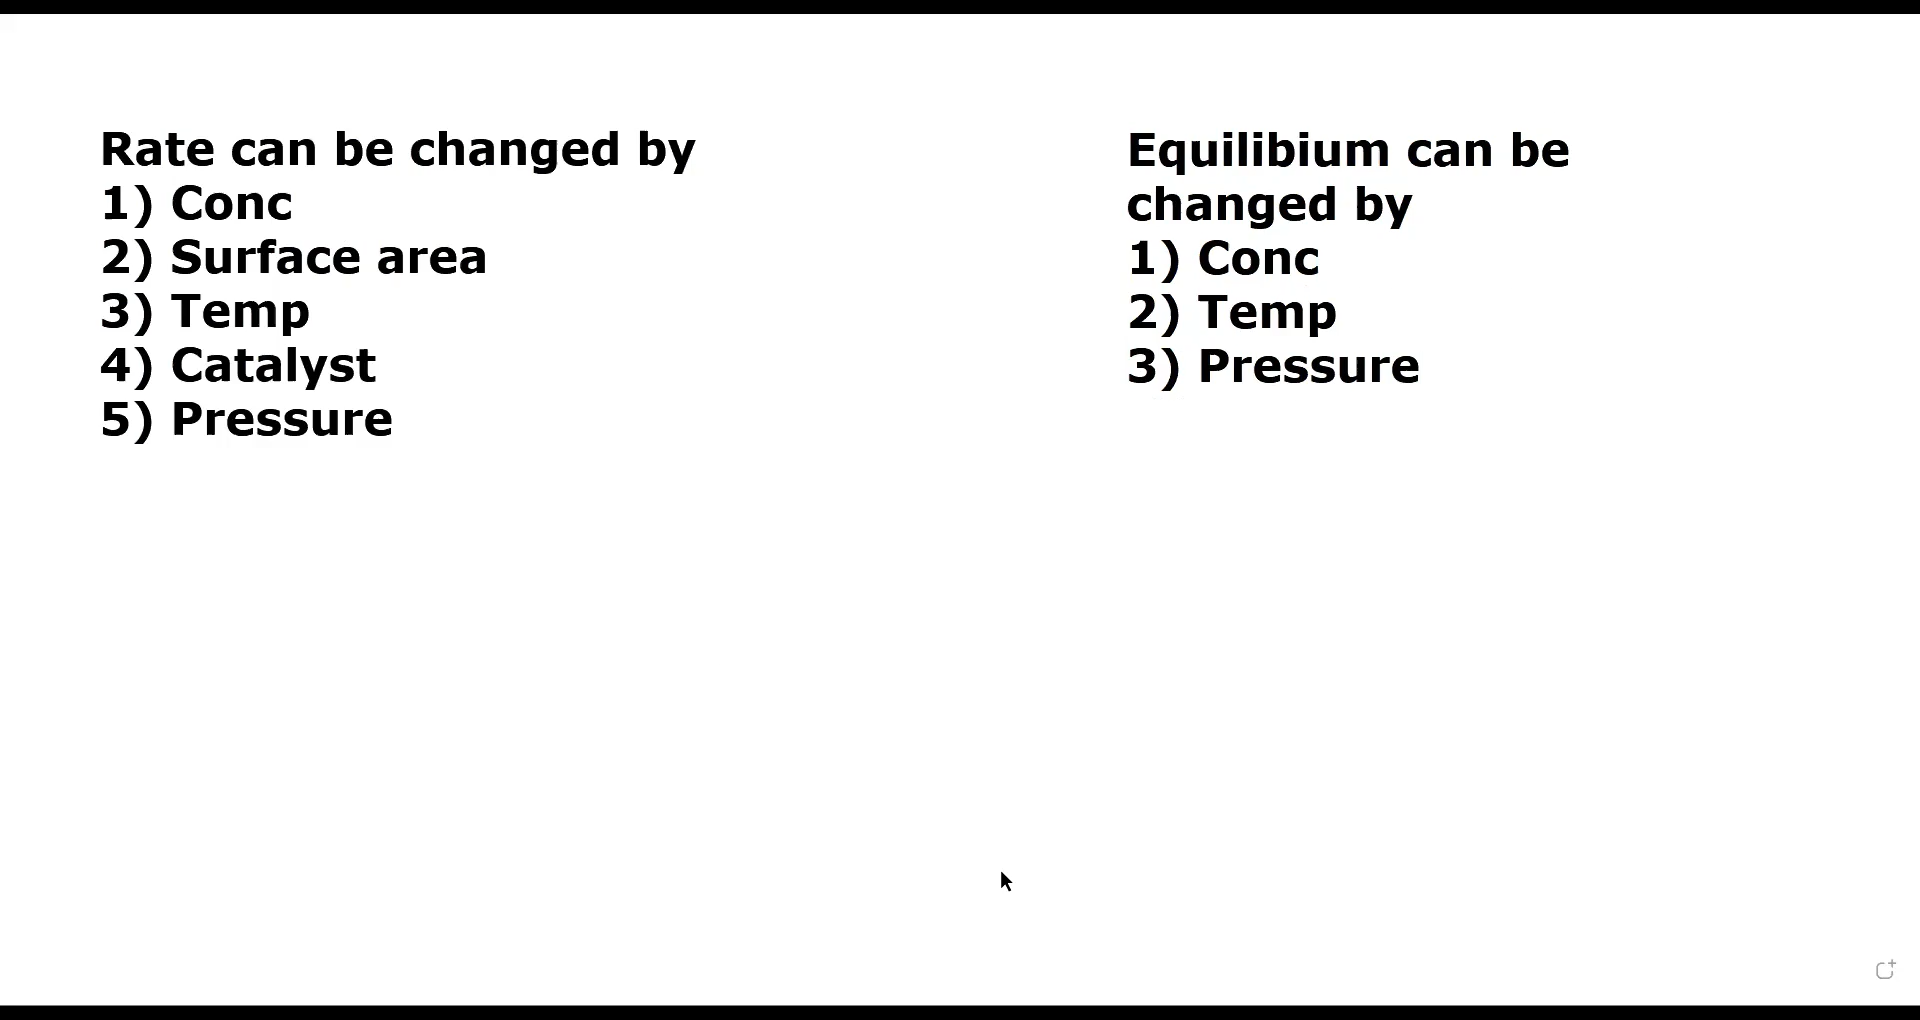 Rate can be changed by
1) Conc
2) Surface area
3) Temp
4) Catalyst
5) Pressure
Equilibium can be
changed by
1) Conc
2) Temp
3) Pressure